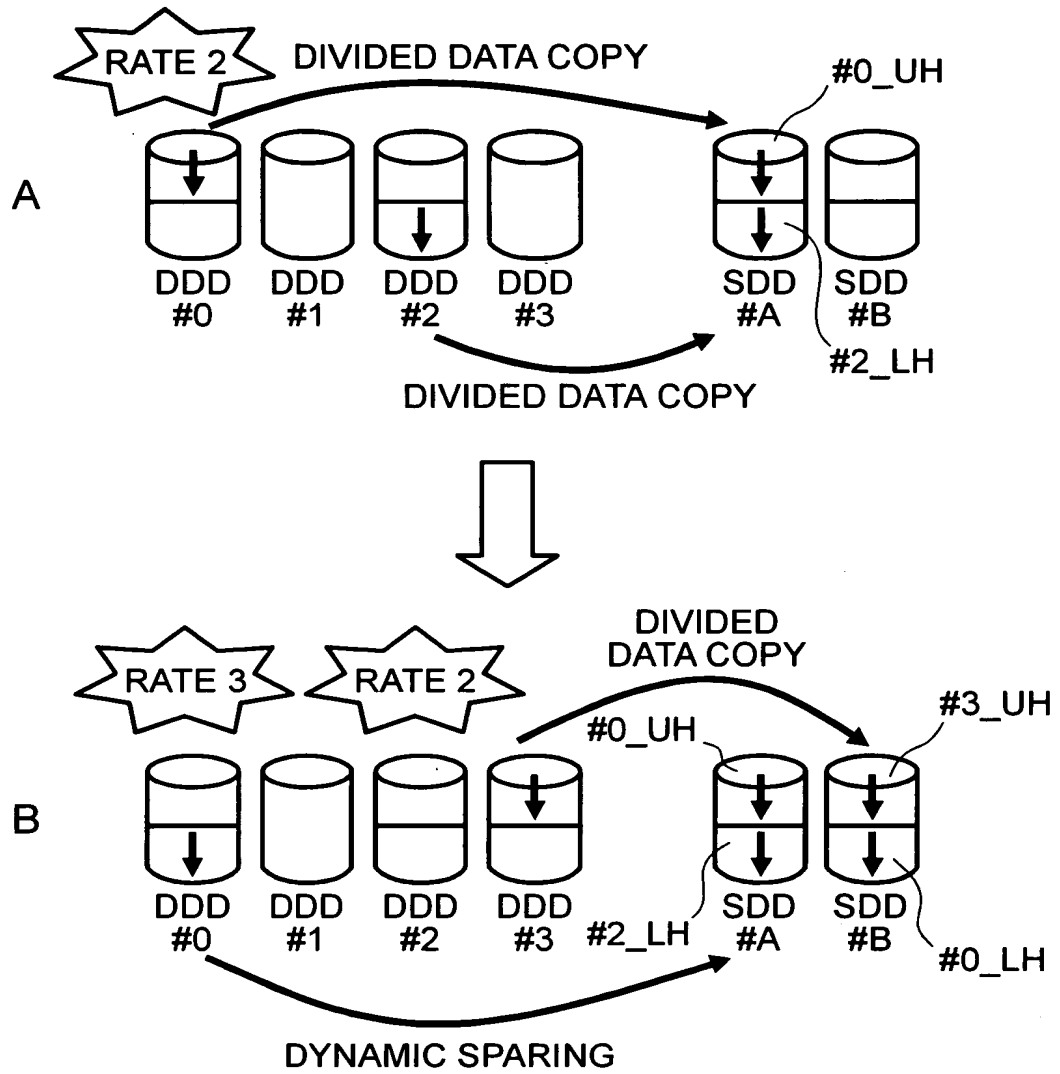 RATE 2
DIVIDED DATA COPY
#0_UH
A
DDD
#0
DDD
#1
DDD
#2
DDD
#3
SDD
#A
SDD
#B
#2_LH
DIVIDED DATA COPY
DIVIDED
DATA COPY
RATE 3
RATE 2
#0_UH
#3_UH
B
DDD
#0
DDD
#1
DDD
#2
DDD
#3
SDD
#A
SDD
#B
#2_LH
#0_LH
DYNAMIC SPARING